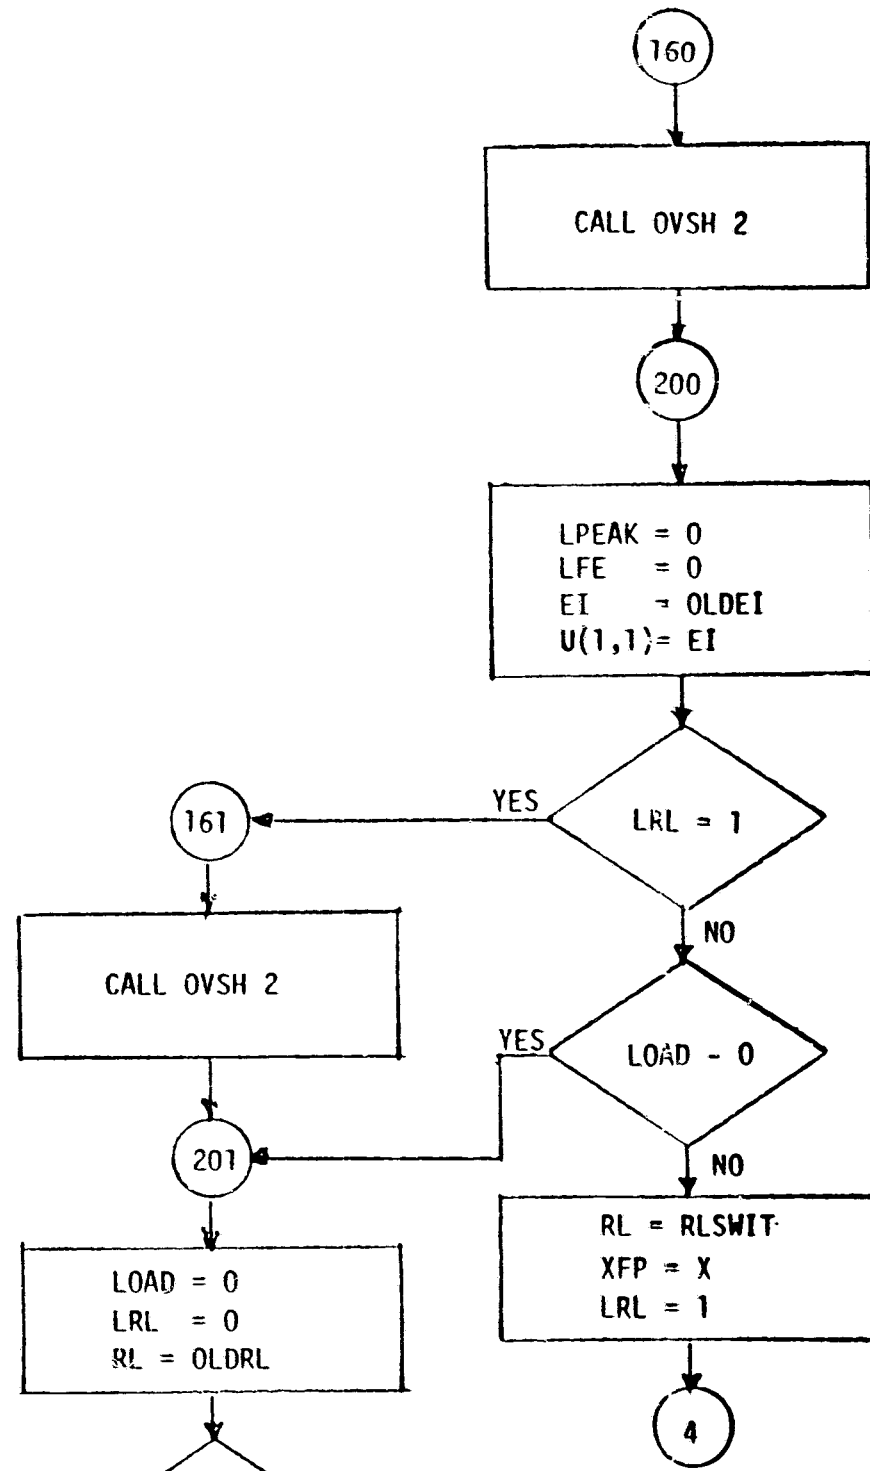 160
CALL OVSH 2
200
LPEAK = 0
LFE = 0
EI = OLDEI
U(1,1)= EI
LRL = 1
YES
161
NO
CALL OVSH 2
LOAD - 0
YES
201
NO
RL = RLSWIT
XFP = X
LRL = 1
LOAD = 0
LRL = 0
RL = OLDRL
4